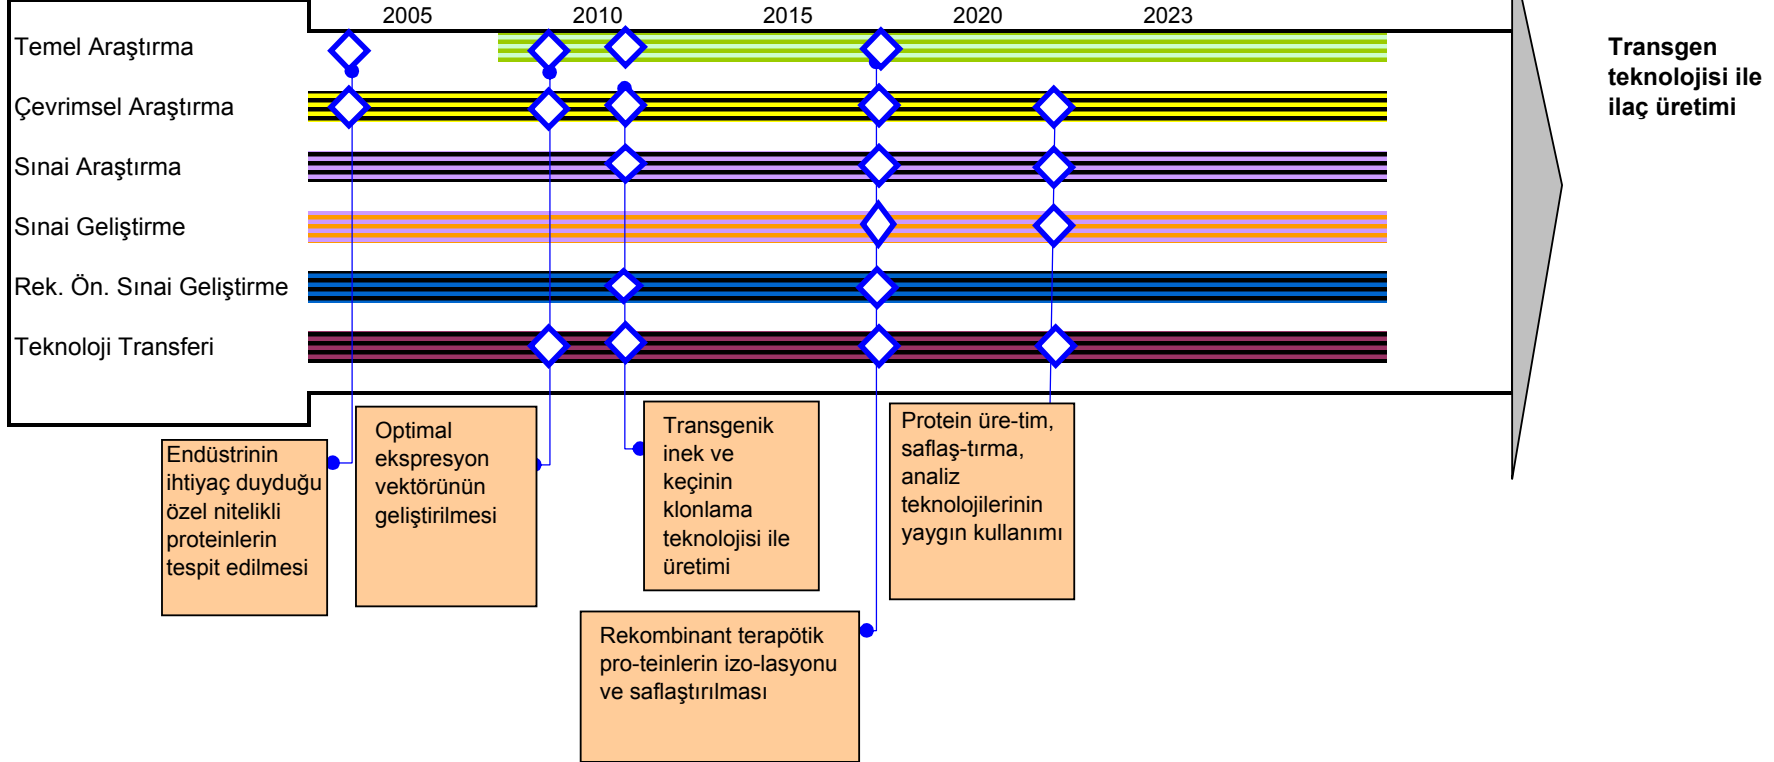 2005 2010 2015 2020 2023
Temel Araştırma
Çevrimsel Araştırma
Sınai Araştırma
Sınai Geliştirme
Rek. Ön. Sınai Geliştirme
Teknoloji Transferi
Transgen
teknolojisi ile
ilaç üretimi
Endüstrinin
ihtiyaç duyduğu
özel nitelikli
proteinlerin
tespit edilmesi
Optimal
ekspresyon
vektörünün
geliştirilmesi
Transgenik
inek ve
keçinin
klonlama
teknolojisi ile
üretimi
Protein üre-tim,
saflaş-tırma,
analiz
teknolojilerinin
yaygın kullanımı
Rekombinant terapötik
pro-teinlerin izo-lasyonu
ve saflaştırılması